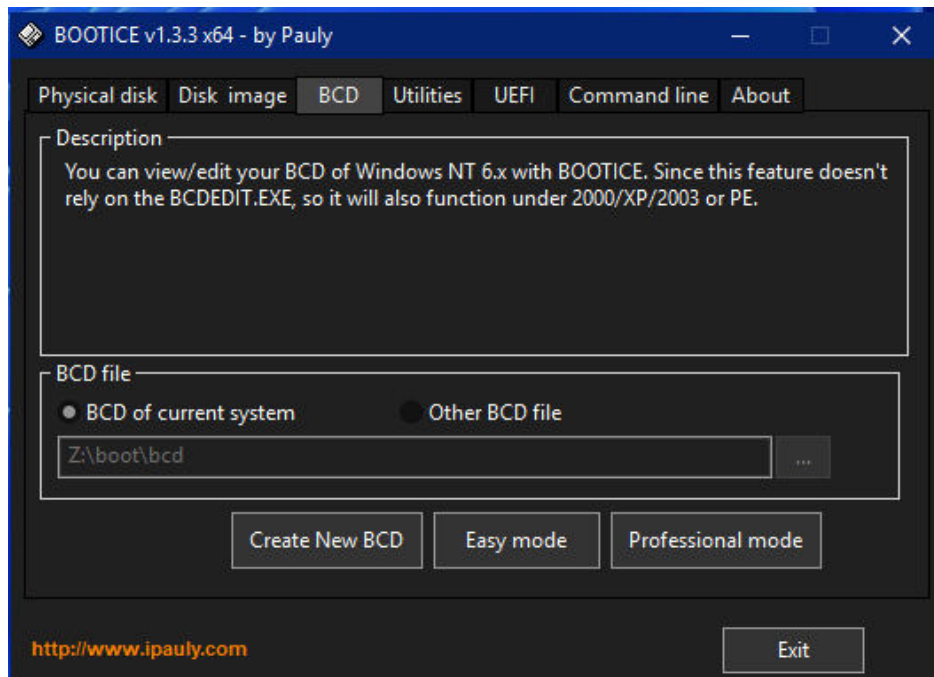 BOOTICE v1.3.3 x64 - by Pauly
Physical disk Disk image BCD Utilities UEFI Command line About
Description
You can view/edit your BCD of Windows NT 6.x with BOOTICE. Since this feature doesn't
rely on the BCDEDIT.EXE, so it will also function under 2000/XP/2003 or PE.
BCD file
BCD of current system Other BCD file
Z:\boot\bcd ...
Create New BCD Easy mode Professional mode
http://www.ipauly.com Exit